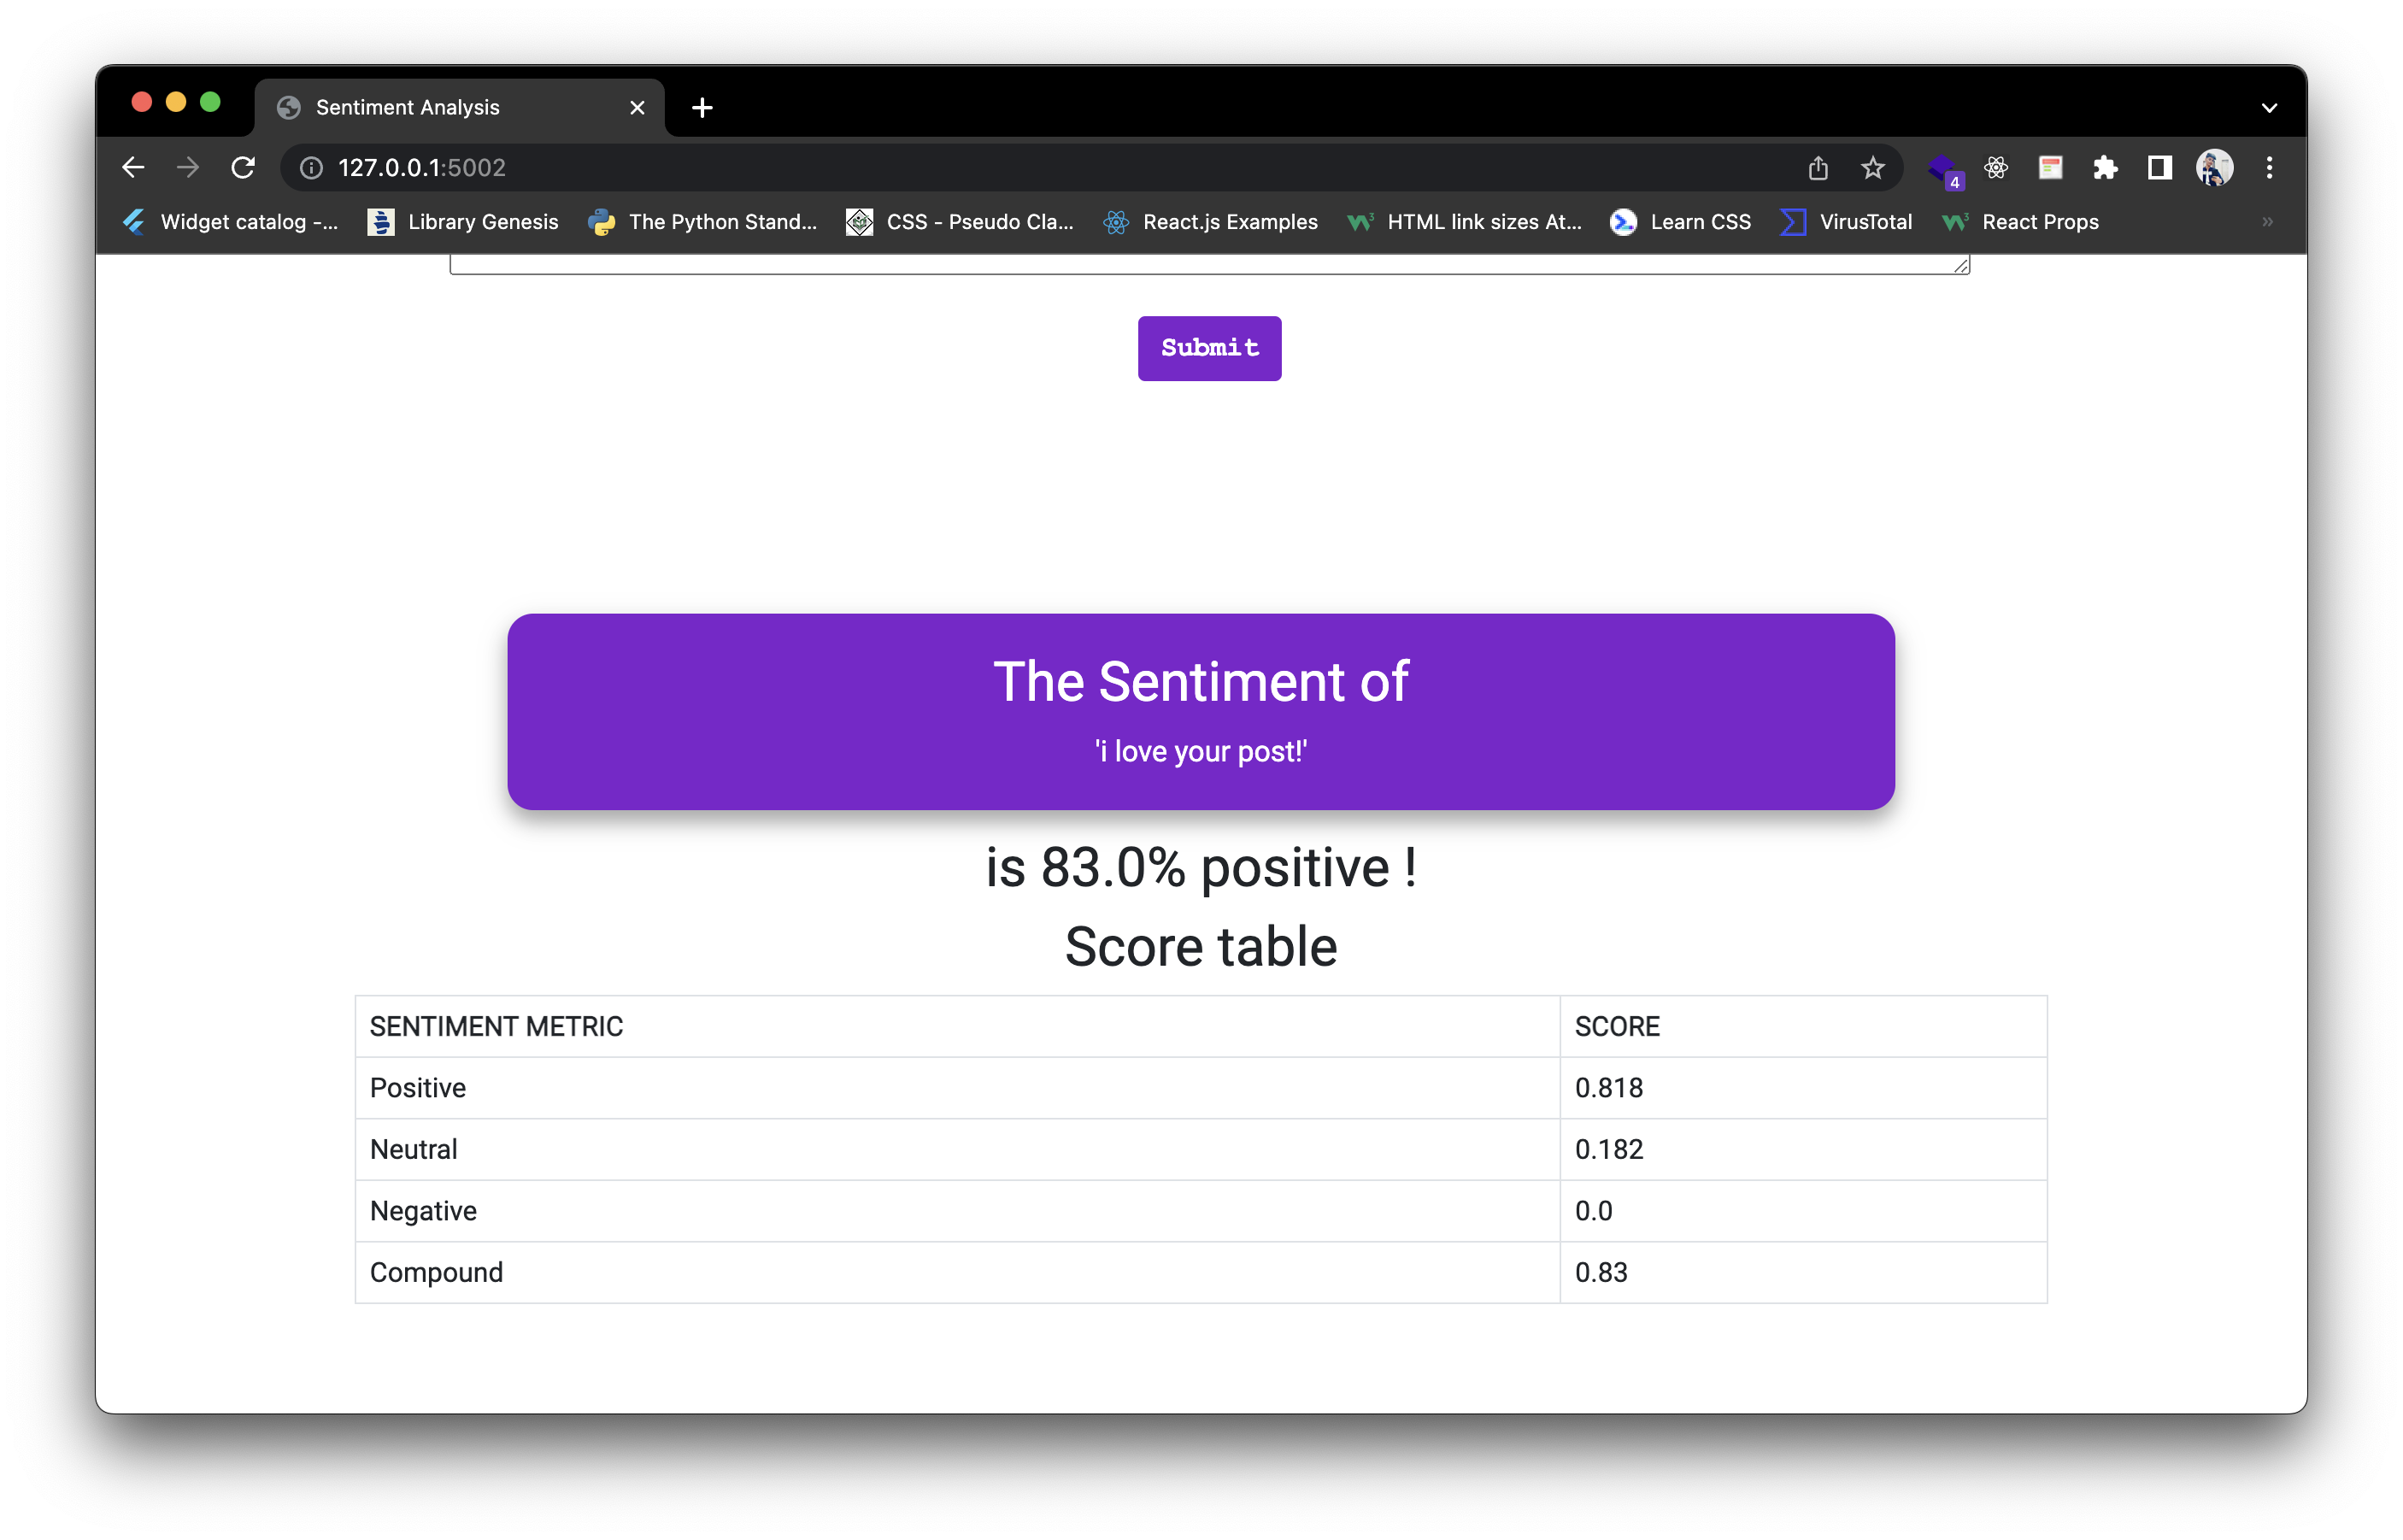 Sentiment Analysis
127.0.0.1:5002
4
Widget catalog -... Library Genesis The Python Stand... CSS - Pseudo Cla... React.js Examples HTML link sizes At... Learn CSS VirusTotal React Props »
Submit
The Sentiment of
'i love your post!'
is 83.0% positive !
Score table
SENTIMENT METRIC SCORE
Positive 0.818
Neutral 0.182
Negative 0.0
Compound 0.83